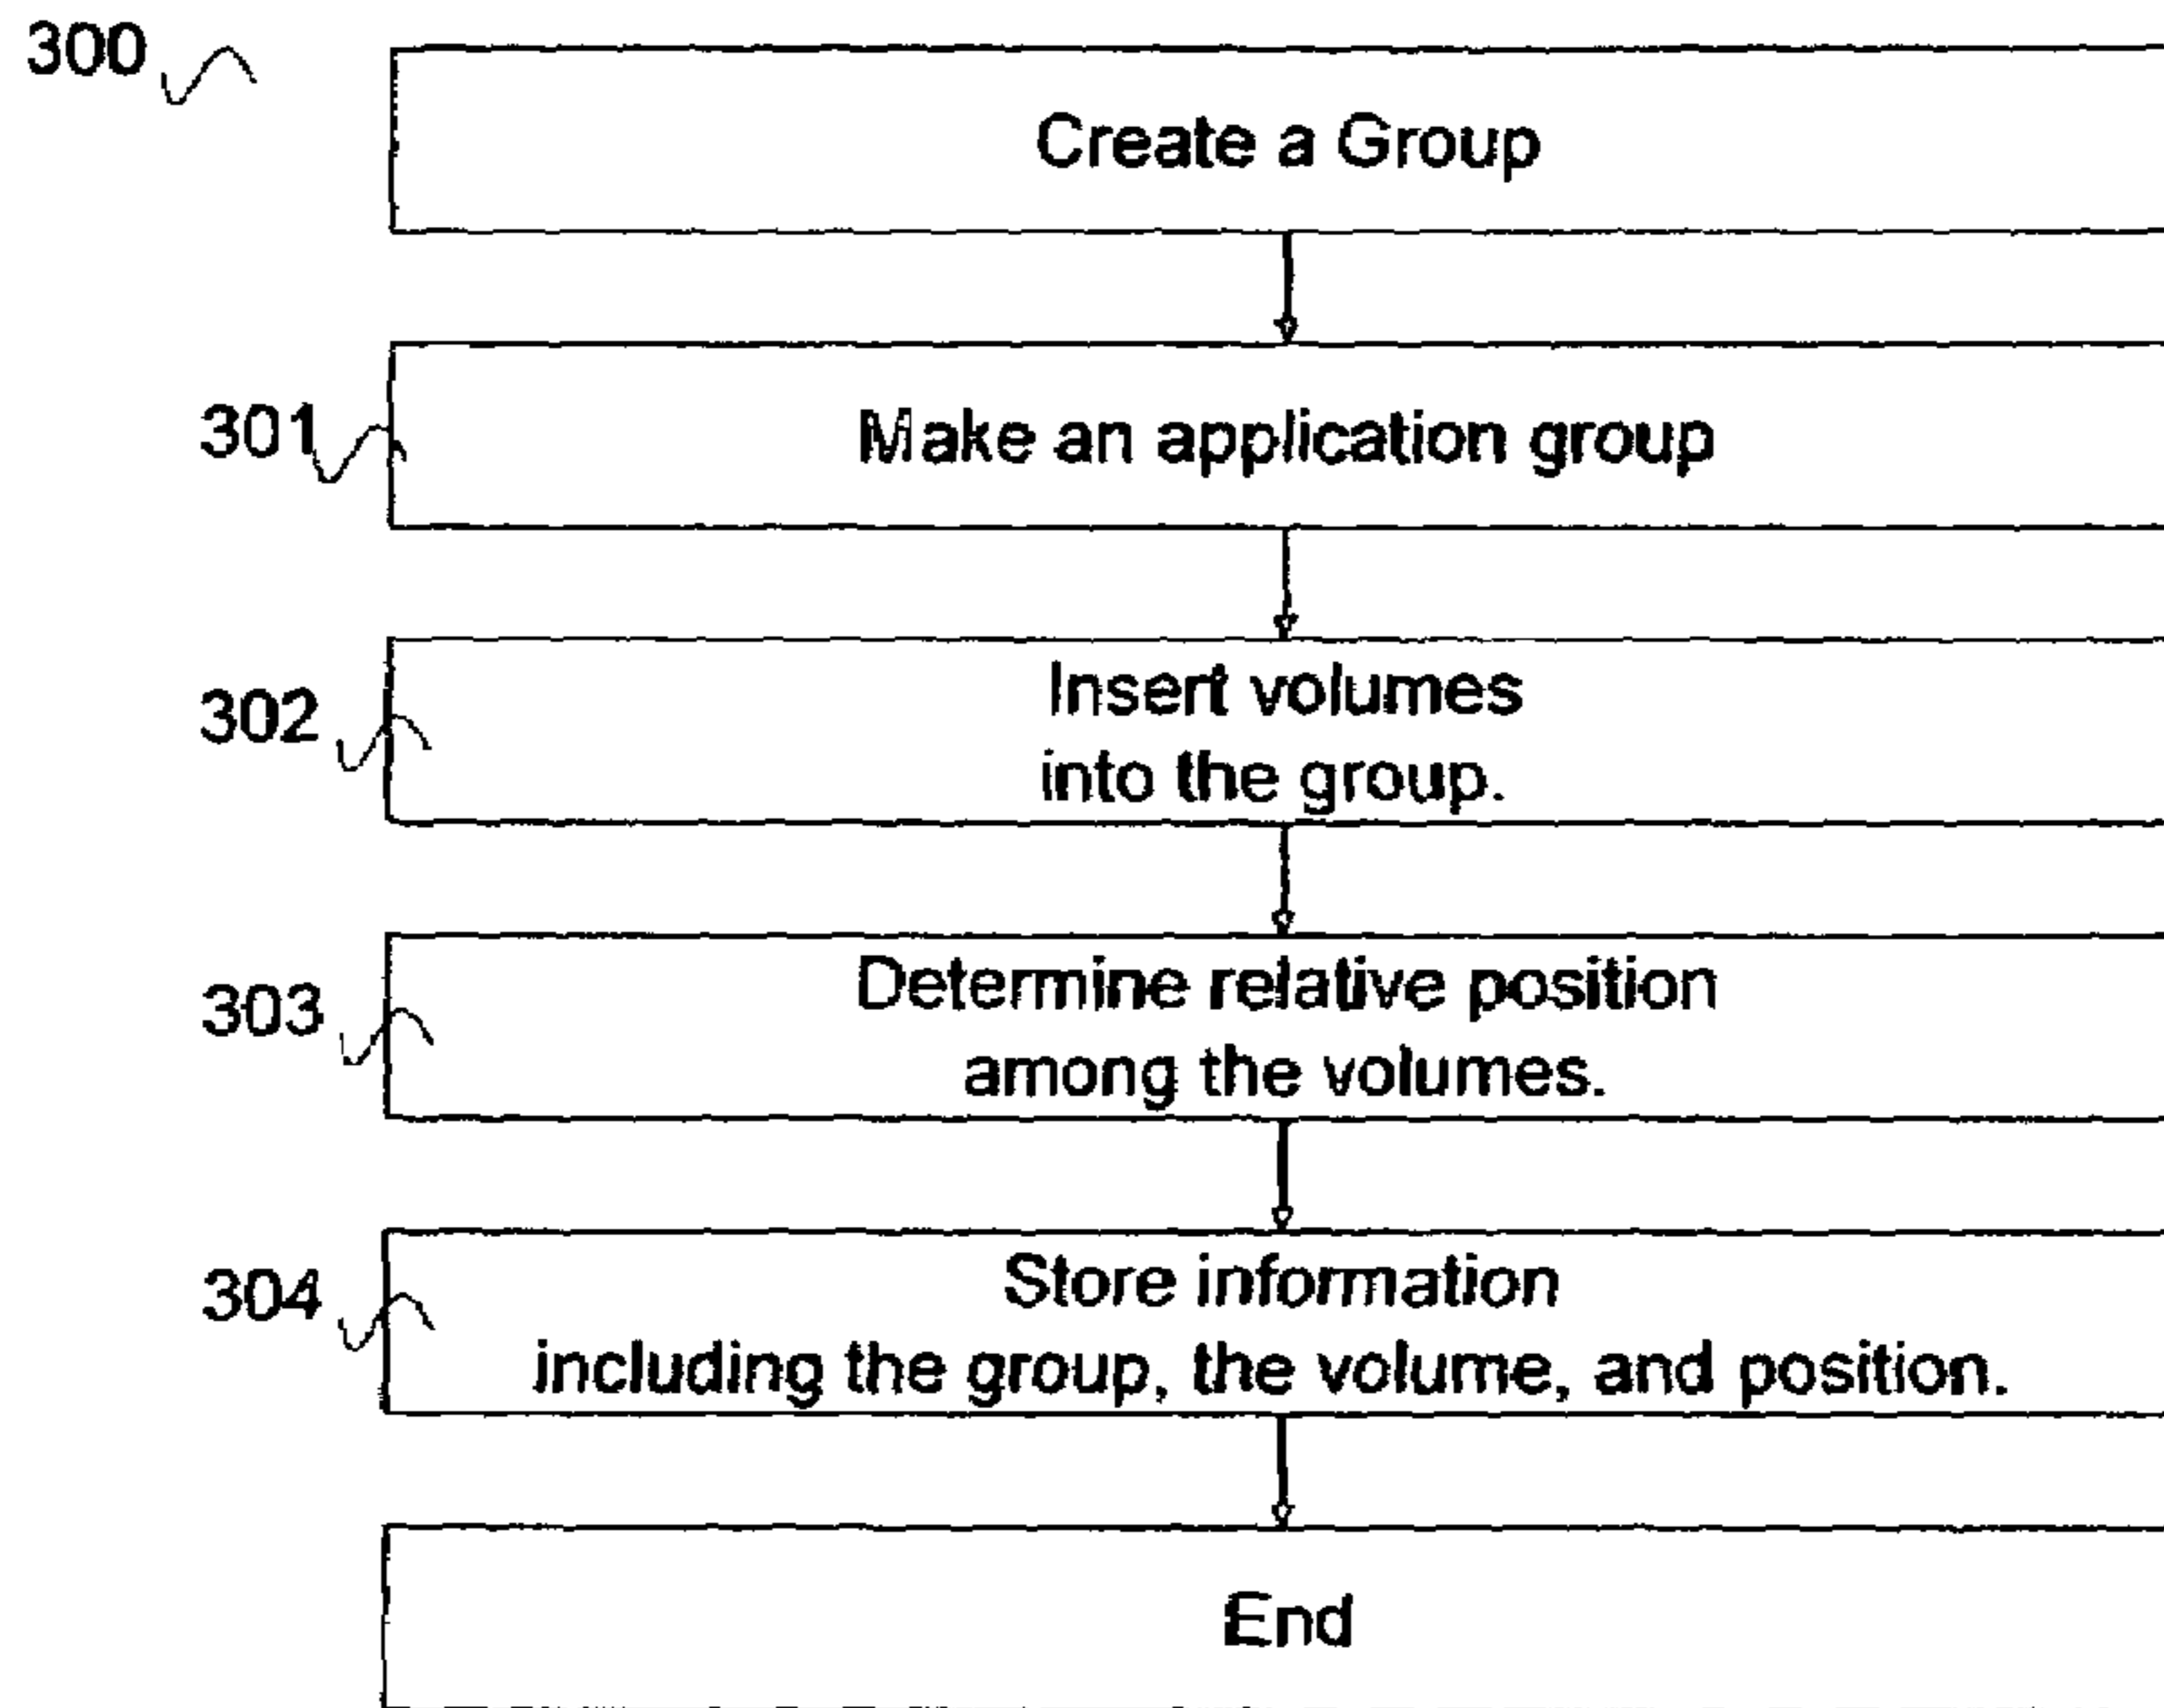 300
Create a Group
301
Make an application group
302
Insert volumes
into the group.
303
Determine relative position
among the volumes.
304
Store information
including the group, the volume, and position.
End